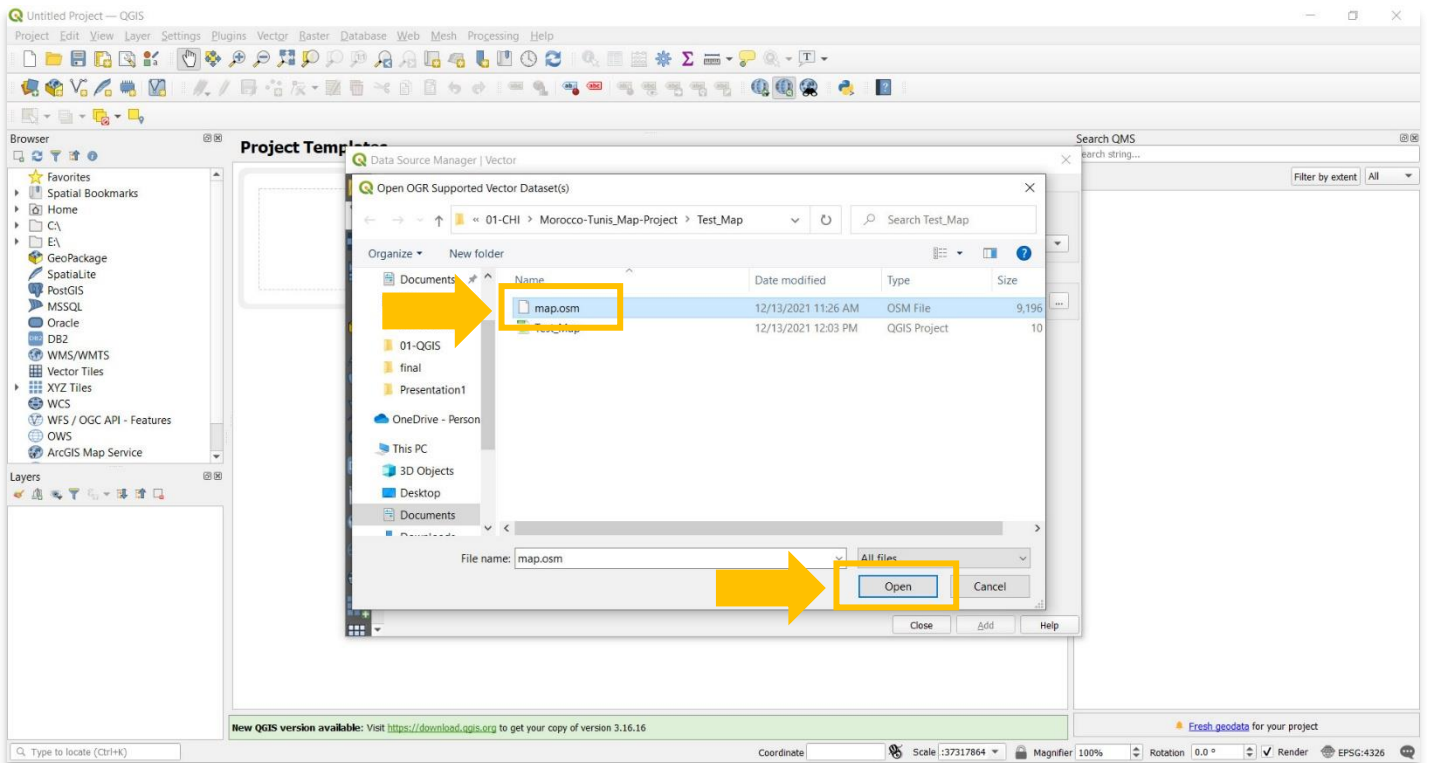 Untitled Project — QGIS
Project Edit View Layer Settings Plugins Vector Raster Database Web Mesh Processing Help
Browser
Favorites
Spatial Bookmarks
Home
C:\
E:\
GeoPackage
SpatiaLite
PostGIS
MSSQL
Oracle
DB2
WMS/WMTS
Vector Tiles
XYZ Tiles
WCS
WFS / OGC API - Features
OWS
ArcGIS Map Service
Layers
Project Templates
Data Source Manager | Vector
Open OGR Supported Vector Dataset(s)
« 01-CHI > Morocco-Tunis_Map-Project > Test_Map
Search Test_Map
Organize New folder
Name Date modified Type Size
map.osm 12/13/2021 11:26 AM OSM File 9,196
Test_Map 12/13/2021 12:03 PM QGIS Project 10
Documents
01-QGIS
final
Presentation1
OneDrive - Person
This PC
3D Objects
Desktop
Documents
Downloads
File name: map.osm All files
Open Cancel
Close Add Help
Search QMS
earch string...
Filter by extent All
New QGIS version available: Visit https://download.qgis.org to get your copy of version 3.16.16
Fresh geodata for your project
Type to locate (Ctrl+K) Coordinate Scale :37317864 Magnifier 100% Rotation 0.0 ° Render EPSG:4326